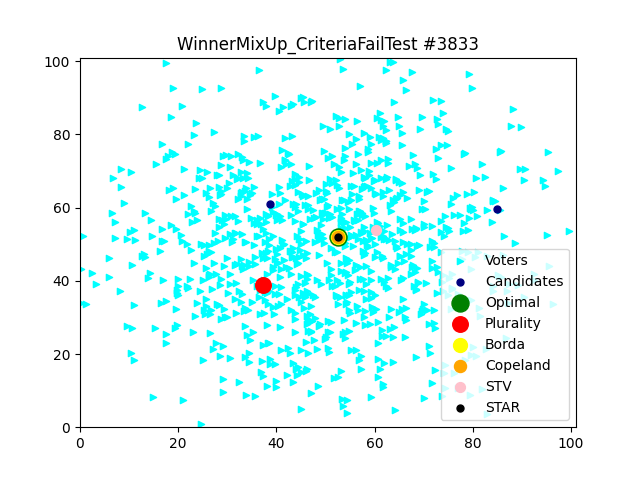 WinnerMixUp_CriteriaFailTest #3833
100
80
60
40
20
0
0 20 40 60 80 100
Voters
Candidates
Optimal
Plurality
Borda
Copeland
STV
STAR